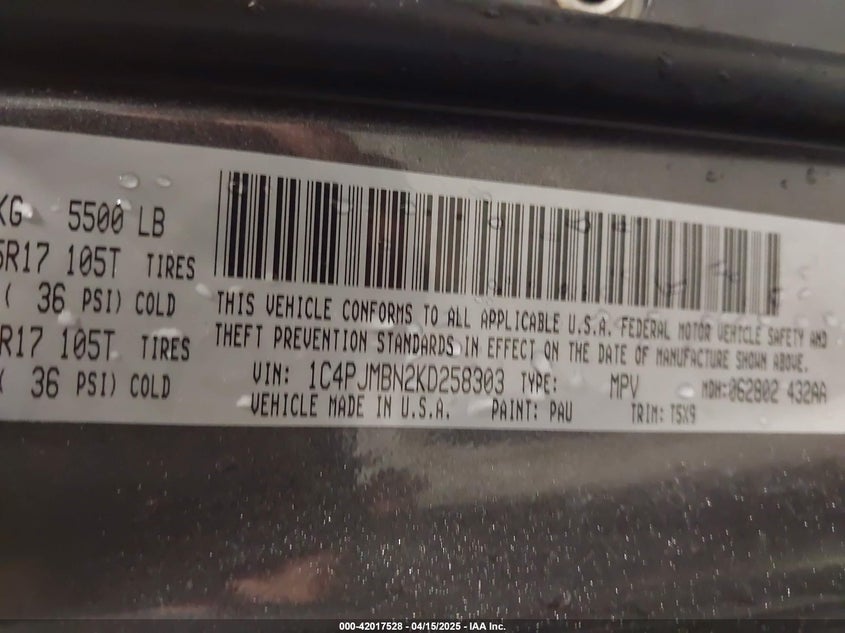 KG 5500 LB
5R17 105T TIRES
( 36 PSI) COLD
R17 105T TIRES
( 36 PSI) COLD
THIS VEHICLE CONFORMS TO ALL APPLICABLE U.S.A. FEDERAL MOTOR VEHICLE SAFETY AND
THEFT PREVENTION STANDARDS IN EFFECT ON THE DATE OF MANUFACTURE SHOWN ABOVE.
VIN: 1C4PJMBN2KD258303 TYPE: MPV MDH:062802 432AA
VEHICLE MADE IN U.S.A. PAINT: PAU TRIM: T5X9
000-42017528 - 04/15/2025 - IAA Inc.